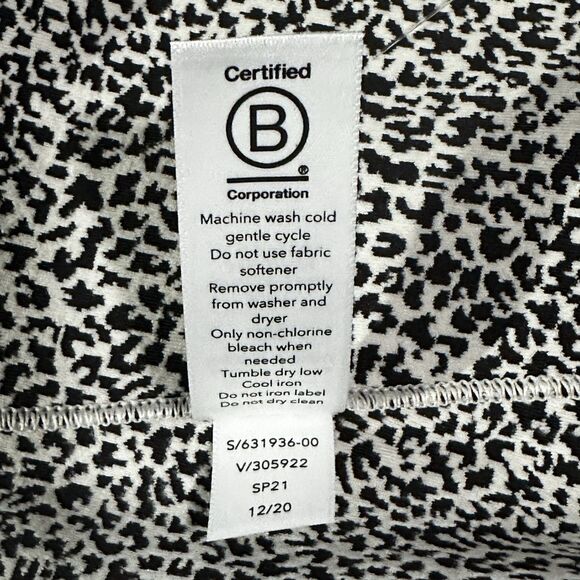 Certified
B
®
Corporation
Machine wash cold
gentle cycle
Do not use fabric
softener
Remove promptly
from washer and
dryer
Only non-chlorine
bleach when
needed
Tumble dry low
Cool iron
Do not iron label
Do not dry clean
S/631936-00
V/305922
SP21
12/20